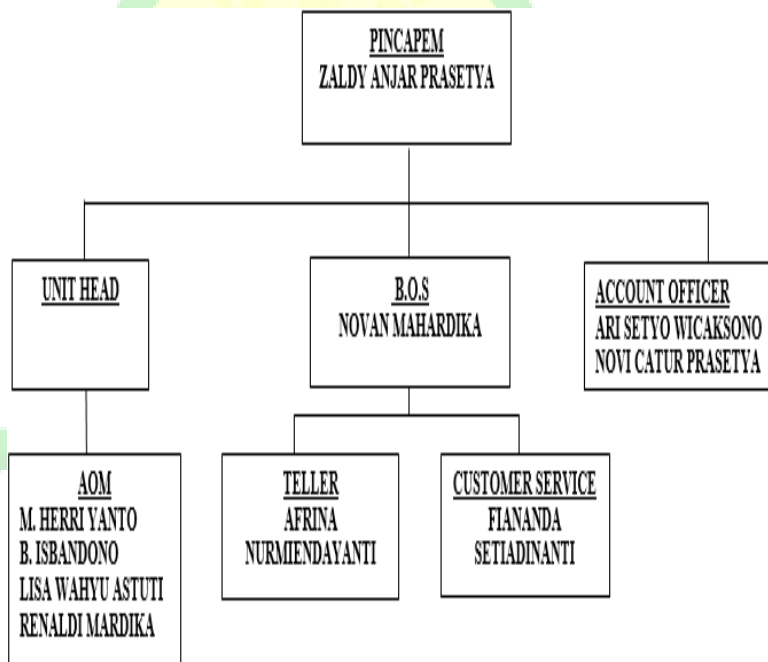 PINCAPEM
ZALDY ANJAR PRASETYA
UNIT HEAD
B.O.S
NOVAN MAHARDIKA
ACCOUNT OFFICER
ARI SETYO WICAKSONO
NOVI CATUR PRASETYA
AOM
M. HERRI YANTO
B. ISBANDONO
LISA WAHYU ASTUTI
RENALDI MARDIKA
TELLER
AFRINA
NURMIENDAYANTI
CUSTOMER SERVICE
FIANANDA
SETIADINANTI